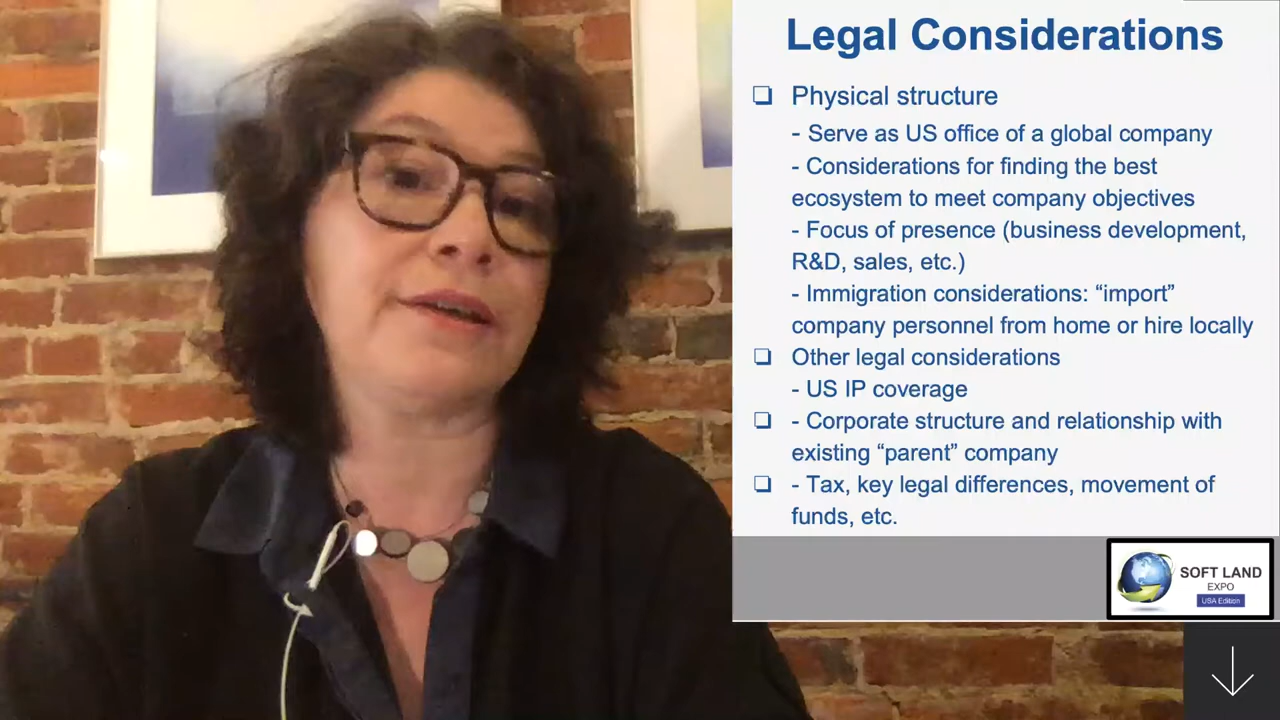 Legal Considerations
❑ Physical structure
- Serve as US office of a global company
- Considerations for finding the best
ecosystem to meet company objectives
- Focus of presence (business development,
R&D, sales, etc.)
- Immigration considerations: “import”
company personnel from home or hire locally
❑ Other legal considerations
- US IP coverage
❑ - Corporate structure and relationship with
existing “parent” company
❑ - Tax, key legal differences, movement of
funds, etc.
SOFT LAND
EXPO
USA Edition